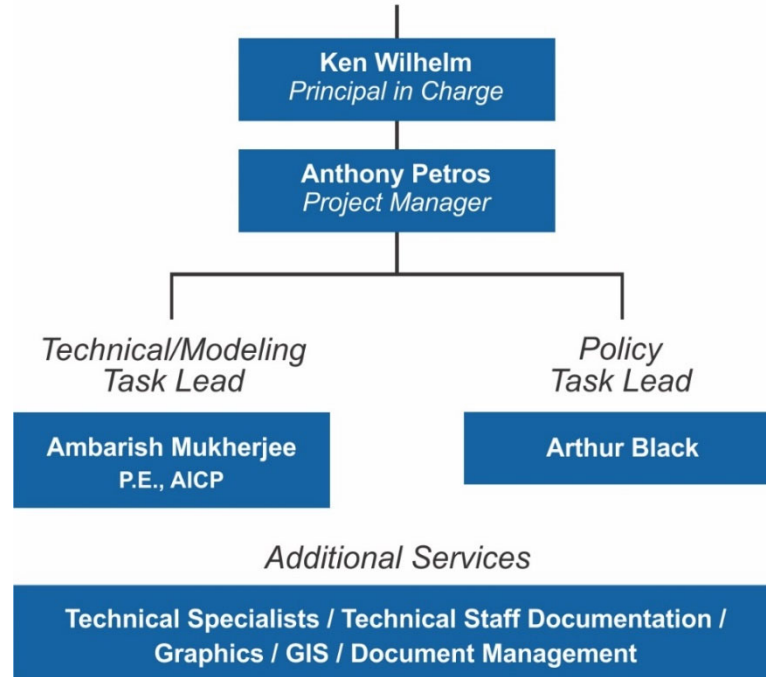 Ken Wilhelm
Principal in Charge
Anthony Petros
Project Manager
Technical/Modeling
Task Lead
Policy
Task Lead
Ambarish Mukherjee
P.E., AICP
Arthur Black
Additional Services
Technical Specialists / Technical Staff Documentation /
Graphics / GIS / Document Management